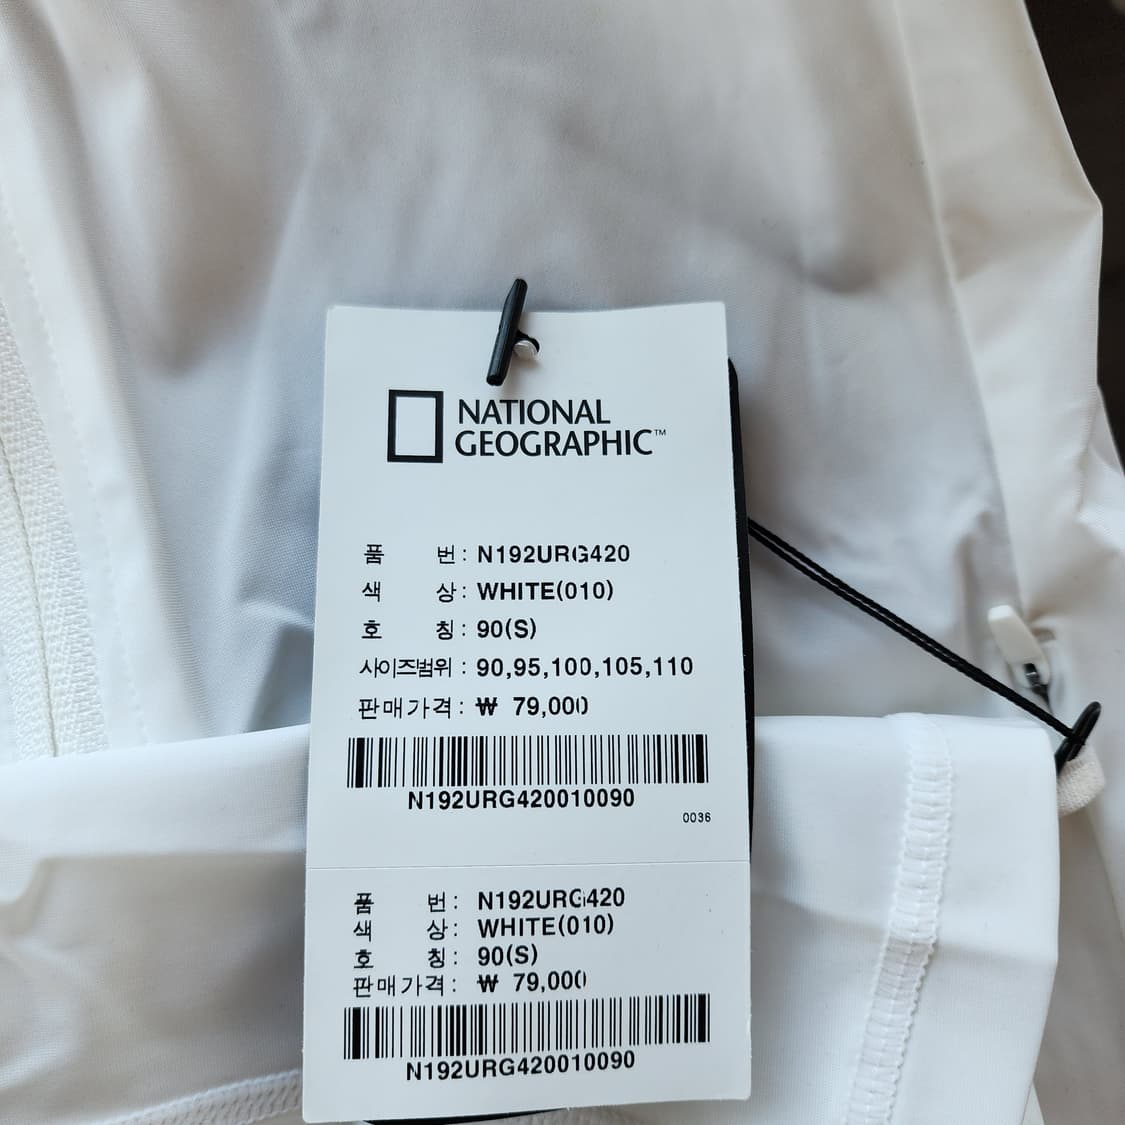 NATIONAL
GEOGRAPHIC™
품 번 : N192URG420
색 상 : WHITE(010)
호 칭 : 90(S)
사이즈범위 : 90,95,100,105,110
판매가격 : ₩ 79,000
N192URG420010090
0036
품 번 : N192URG420
색 상 : WHITE(010)
호 칭 : 90(S)
판매가격 : ₩ 79,000
N192URG420010090